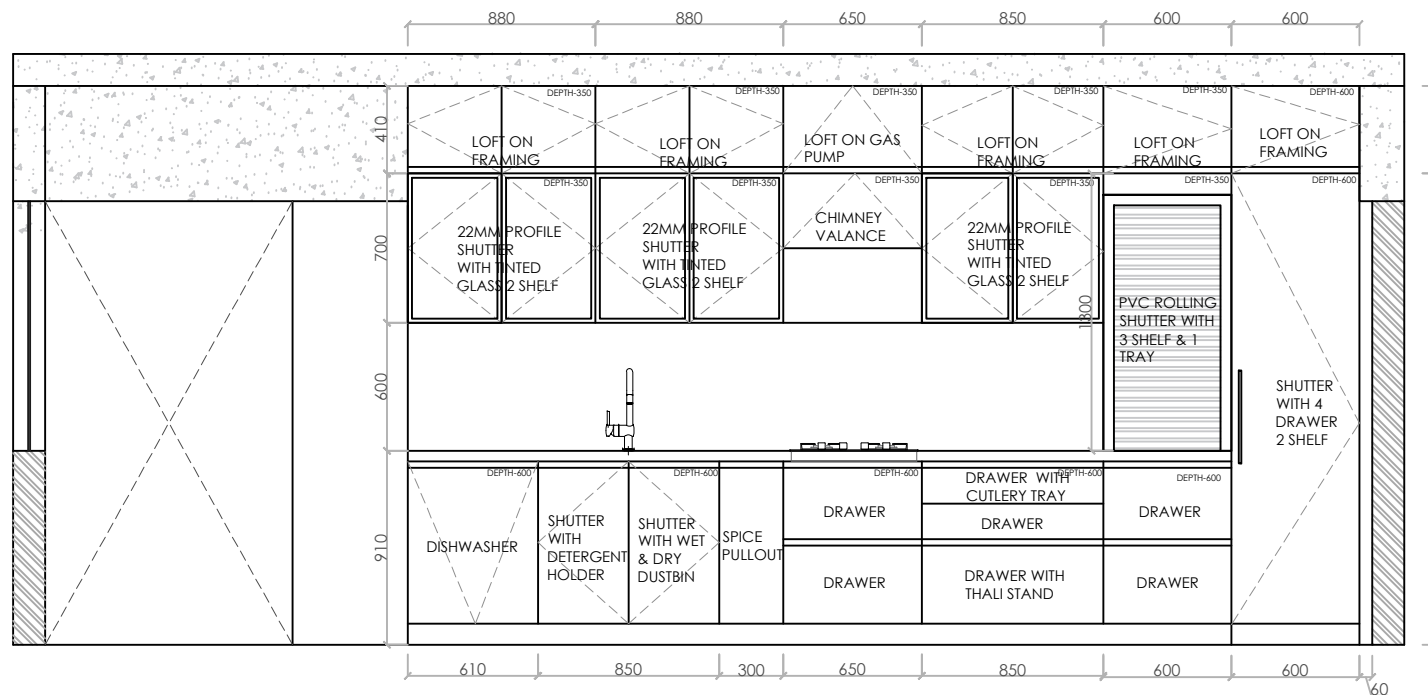 880
880
650
850
600
600
DEPTH-350
DEPTH-350
DEPTH-350
DEPTH-350
DEPTH-350
DEPTH-600
410
LOFT ON
FRAMING
LOFT ON
FRAMING
LOFT ON GAS
PUMP
LOFT ON
FRAMING
LOFT ON
FRAMING
LOFT ON
FRAMING
DEPTH-350
DEPTH-350
DEPTH-350
DEPTH-350
DEPTH-350
DEPTH-600
700
22MM PROFILE
SHUTTER
WITH TINTED
GLASS 2 SHELF
22MM PROFILE
SHUTTER
WITH TINTED
GLASS 2 SHELF
CHIMNEY
VALANCE
22MM PROFILE
SHUTTER
WITH TINTED
GLASS 2 SHELF
1300
PVC ROLLING
SHUTTER WITH
3 SHELF & 1
TRAY
SHUTTER
WITH 4
DRAWER
2 SHELF
600
DEPTH-600
DEPTH-600
DEPTH-600
DEPTH-600
DEPTH-600
910
DISHWASHER
SHUTTER
WITH
DETERGENT
HOLDER
SHUTTER
WITH WET
& DRY
DUSTBIN
SPICE
PULLOUT
DRAWER
DRAWER
DRAWER WITH
CUTLERY TRAY
DRAWER
DRAWER WITH
THALI STAND
DRAWER
DRAWER
610
850
300
650
850
600
600
60